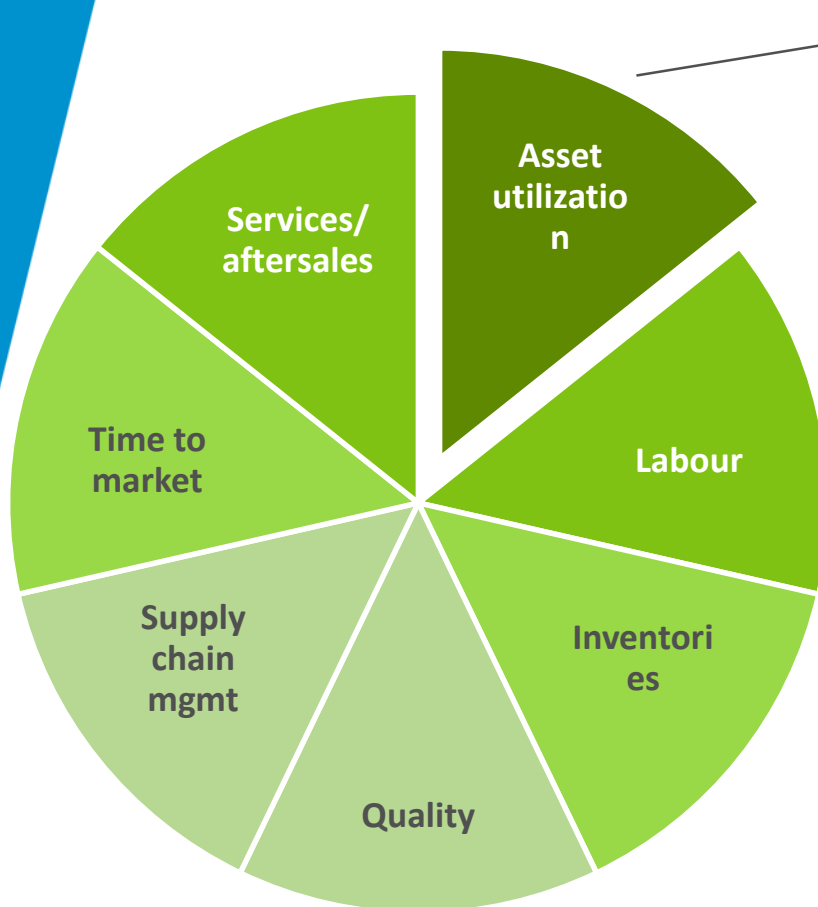 Asset
utilizatio
n
Services/
aftersales
Labour
Time to
market
Inventori
es
Supply
chain
mgmt
Quality